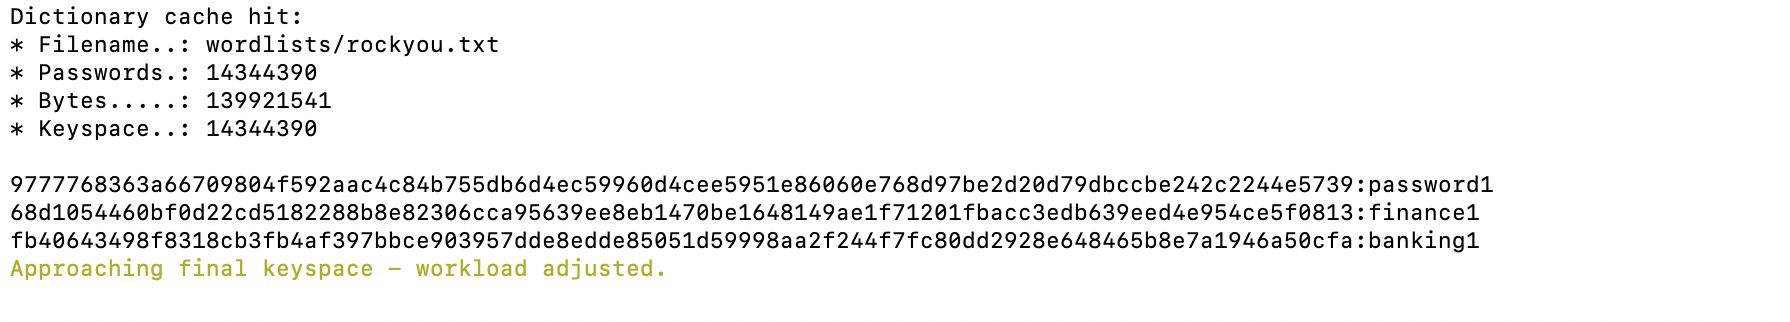 Dictionary cache hit:
* Filename..: wordlists/rockyou.txt
* Passwords.: 14344390
* Bytes.....: 139921541
* Keyspace..: 14344390

9777768363a66709804f592aac4c84b755db6d4ec59960d4cee5951e86060e768d97be2d20d79dbccbe242c2244e5739:password1
68d1054460bf0d22cd5182288b8e82306cca95639ee8eb1470be1648149ae1f71201fbacc3edb639eed4e954ce5f0813:finance1
fb40643498f8318cb3fb4af397bbce903957dde8edde85051d59998aa2f244f7fc80dd2928e648465b8e7a1946a50cfa:banking1
Approaching final keyspace - workload adjusted.